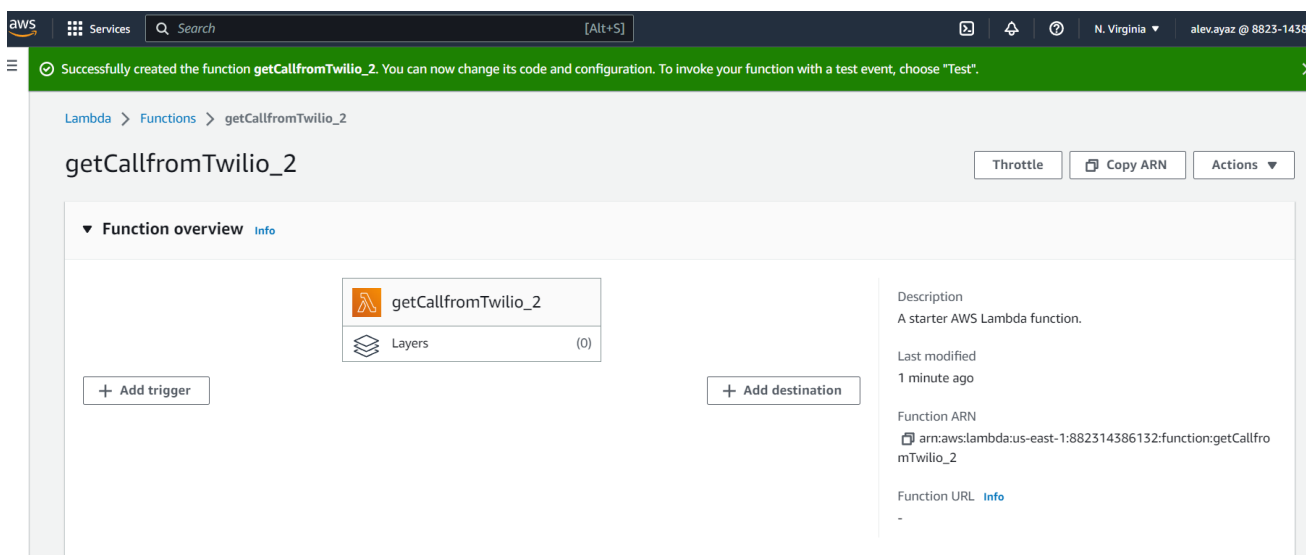 aws
Services
Search
[Alt+S]
N. Virginia ▼
alev.ayaz @ 8823-1438
Successfully created the function getCallfromTwilio_2. You can now change its code and configuration. To invoke your function with a test event, choose "Test".
Lambda > Functions > getCallfromTwilio_2
getCallfromTwilio_2
Throttle
Copy ARN
Actions ▼
▼ Function overview Info
getCallfromTwilio_2
Layers (0)
+ Add trigger
+ Add destination
Description
A starter AWS Lambda function.
Last modified
1 minute ago
Function ARN
arn:aws:lambda:us-east-1:882314386132:function:getCallfro
mTwilio_2
Function URL Info
-